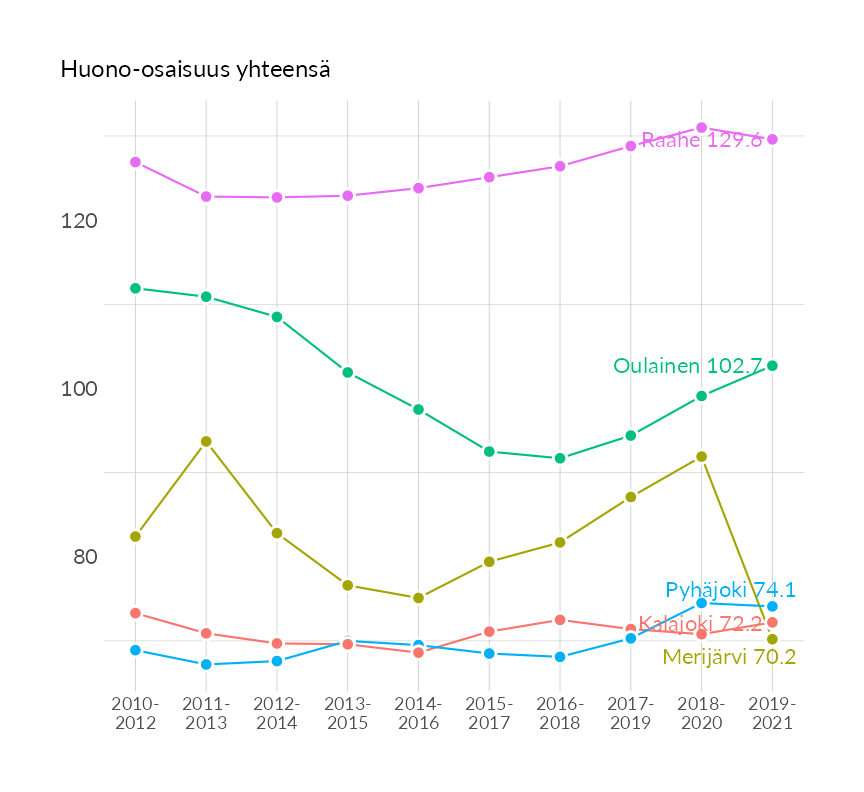 Huono-osaisuus yhteensä
Raahe 129.6
120
Oulainen 102.7
100
80
Pyhäjoki 74.1
Kalajoki 72.2
Merijärvi 70.2
2010- 2011- 2012- 2013- 2014- 2015- 2016- 2017- 2018- 2019-
2012 2013 2014 2015 2016 2017 2018 2019 2020 2021